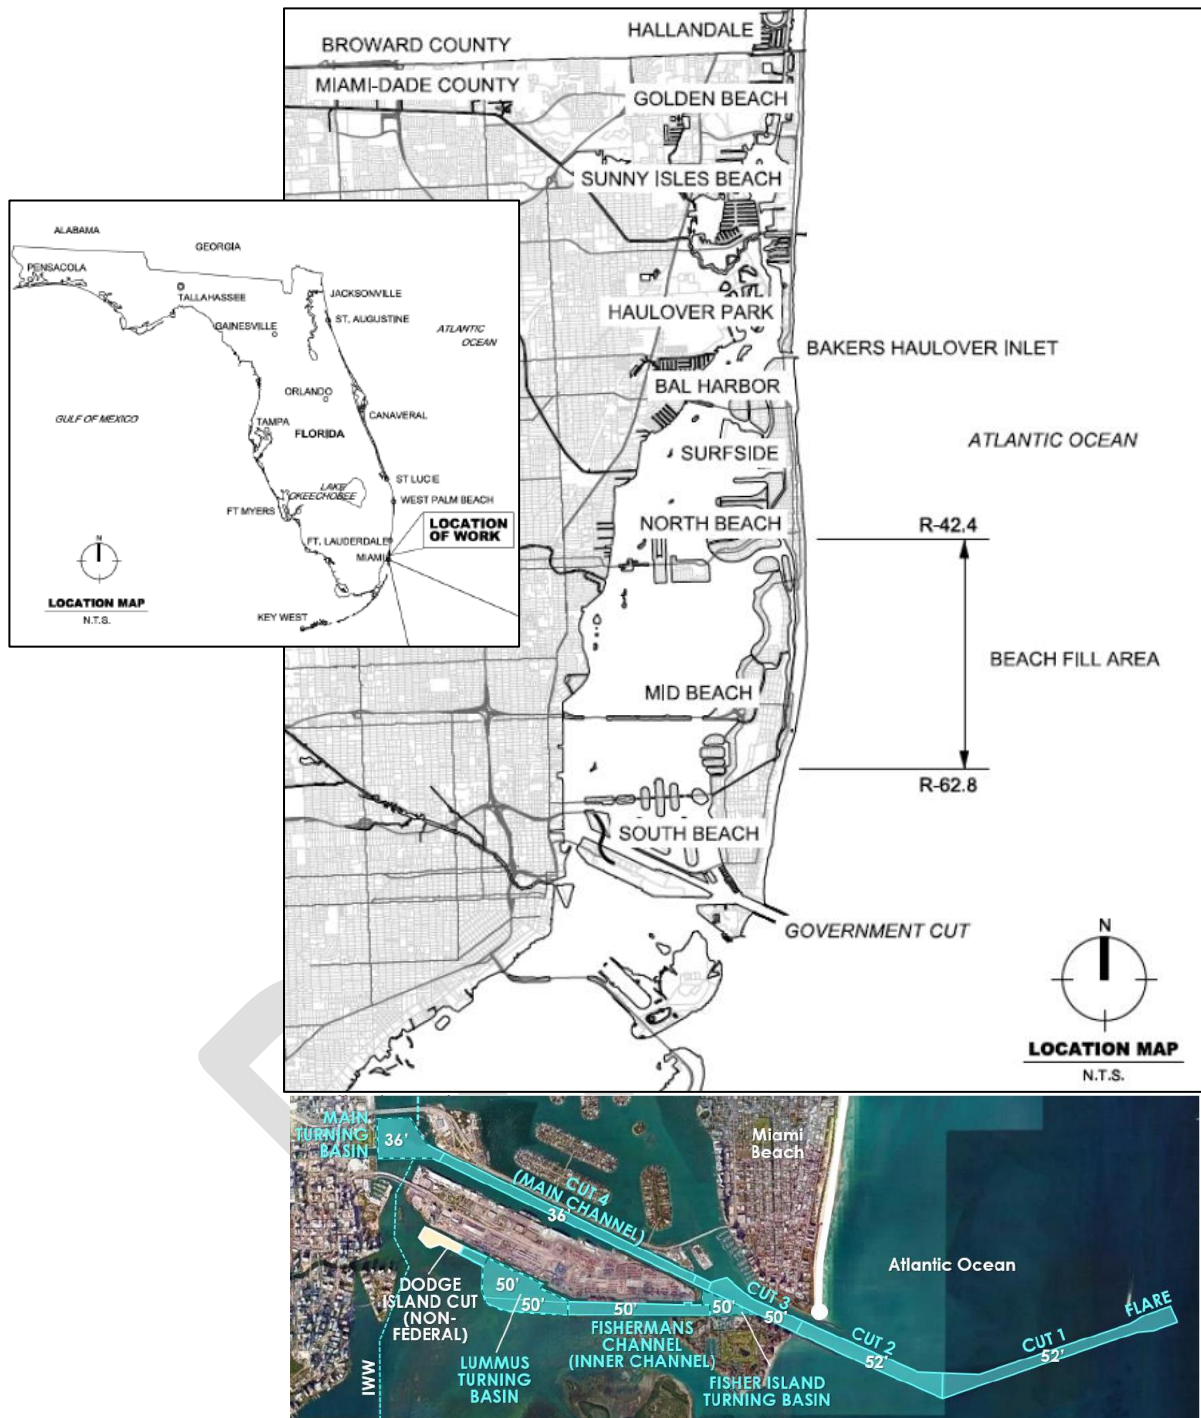 HALLANDALE
BROWARD COUNTY
MIAMI-DADE COUNTY
GOLDEN BEACH
SUNNY ISLES BEACH
HAULOVER PARK
BAKERS HAULOVER INLET
BAL HARBOR
ATLANTIC OCEAN
SURFSIDE
NORTH BEACH
R-42.4
BEACH FILL AREA
MID BEACH
R-62.8
SOUTH BEACH
GOVERNMENT CUT
N
LOCATION MAP
N.T.S.
ALABAMA
GEORGIA
PENSACOLA
TALLAHASSEE
JACKSONVILLE
ST. AUGUSTINE
GAINESVILLE
ATLANTIC
OCEAN
ORLANDO
CANAVERAL
GULF OF MEXICO
TAMPA
FLORIDA
ST LUCIE
LAKE
OKEECHOBEE
WEST PALM BEACH
FT MYERS
LOCATION
OF WORK
FT. LAUDERDALE
MIAMI
N
LOCATION MAP
N.T.S.
KEY WEST
MAIN
TURNING
BASIN
36'
CUT 4
(MAIN CHANNEL)
36'
Miami
Beach
Atlantic Ocean
DODGE
ISLAND CUT
(NON-
FEDERAL)
50'
50'
50'
50'
CUT 3
50'
CUT 2
52'
CUT 1
52'
FLARE
FISHERMANS
CHANNEL
(INNER CHANNEL)
LUMMUS
TURNING
BASIN
FISHER ISLAND
TURNING BASIN
IWW